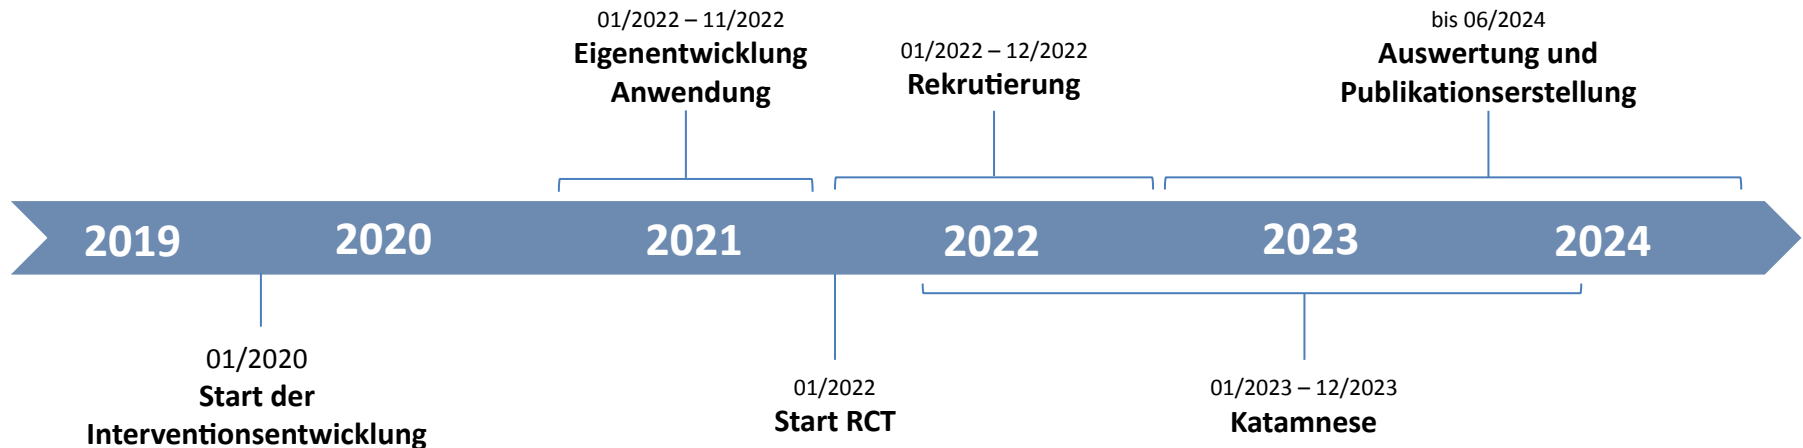 01/2022 – 11/2022
Eigenentwicklung
Anwendung
01/2022 – 12/2022
Rekrutierung
bis 06/2024
Auswertung und
Publikationserstellung
2019 2020 2021 2022 2023 2024
01/2020
Start der
Interventionsentwicklung
01/2022
Start RCT
01/2023 – 12/2023
Katamnese